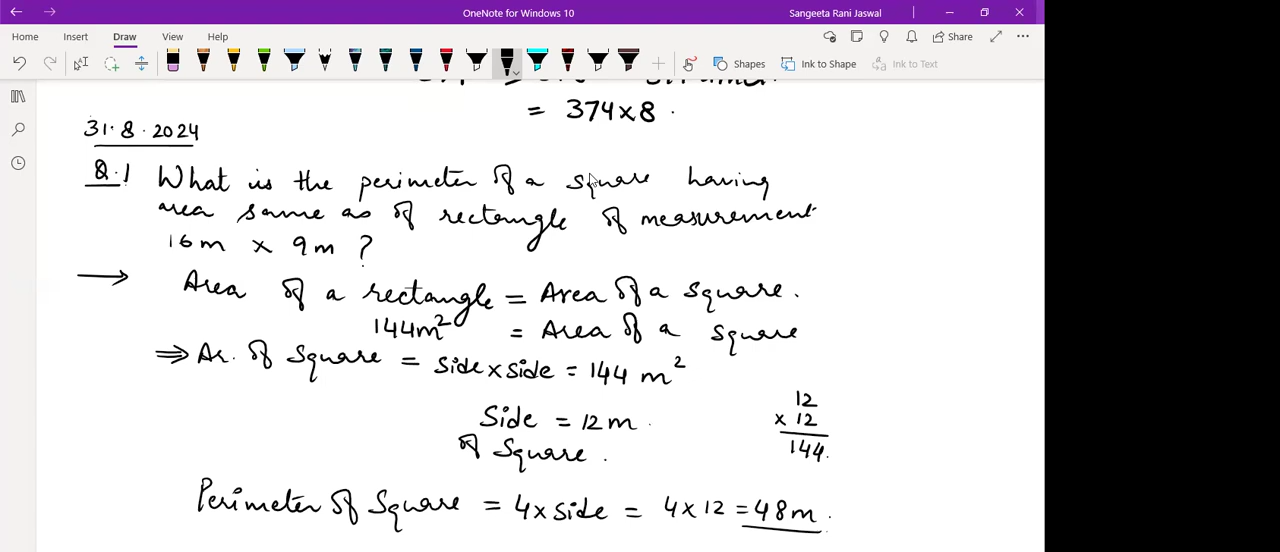 OneNote for Windows 10
Sangeeta Rani Jaswal
Home Insert Draw View Help
Share
Shapes Ink to Shape Ink to Text
= 374 x 8 .
31.8.2024
Q.1 What is the perimeter of a square having
area same as of rectangle of measurement
16m x 9m ?
→ Area of a rectangle = Area of a square.
144m² = Area of a square
⇒ Ar. of Square = Side x Side = 144 m²
Side = 12m.
of Square.
12
x 12
144.
Perimeter of Square = 4 x Side = 4 x 12 = 48m.